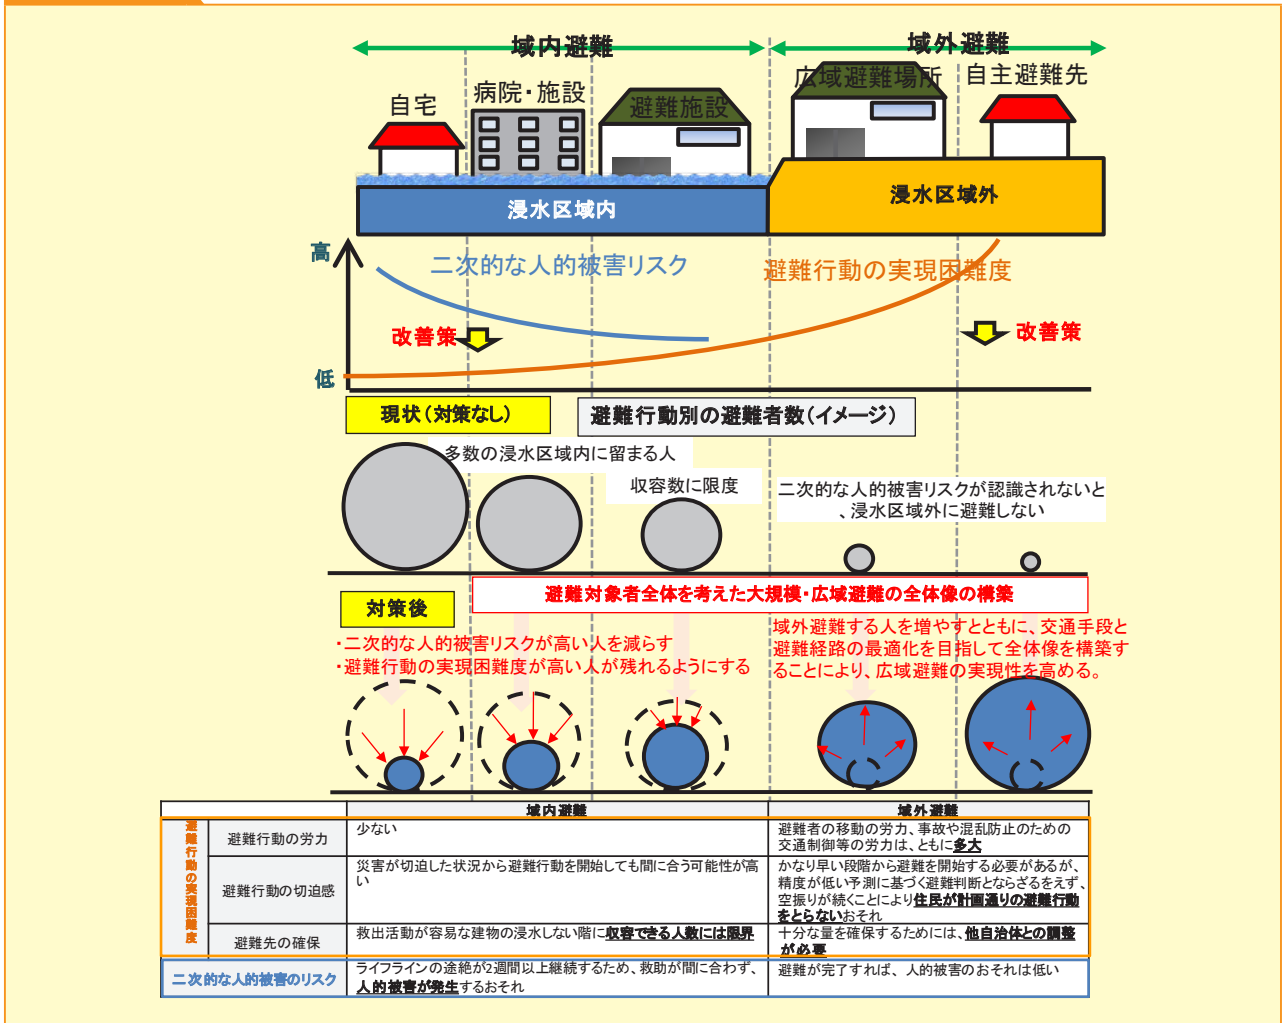 域内避難
域外避難
自宅
病院・施設
避難施設
広域避難場所
自主避難先
浸水区域内
浸水区域外
高
二次的な人的被害リスク
避難行動の実現困難度
改善策
改善策
低
現状（対策なし）
避難行動別の避難者数（イメージ）
多数の浸水区域内に留まる人
収容数に限度
二次的な人的被害リスクが認識されないと
、浸水区域外に避難しない
対策後
避難対象者全体を考えた大規模・広域避難の全体像の構築
・二次的な人的被害リスクが高い人を減らす
・避難行動の実現困難度が高い人が残れるようにする
域外避難する人を増やすとともに、交通手段と
避難経路の最適化を目指して全体像を構築す
ることにより、広域避難の実現性を高める。
域内避難
域外避難
避難行動の実現困難度
避難行動の労力
少ない
避難者の移動の労力、事故や混乱防止のための
交通制御等の労力は、ともに多大
避難行動の切迫感
災害が切迫した状況から避難行動を開始しても間に合う可能性が高
い
かなり早い段階から避難を開始する必要があるが、
精度が低い予測に基づく避難判断とならざるをえず、
空振りが続くことにより住民が計画通りの避難行動
をとらないおそれ
避難先の確保
救出活動が容易な建物の浸水しない階に収容できる人数には限界
十分な量を確保するためには、他自治体との調整
が必要
二次的な人的被害のリスク
ライフラインの途絶が2週間以上継続するため、救助が間に合わず、
人的被害が発生するおそれ
避難が完了すれば、人的被害のおそれは低い